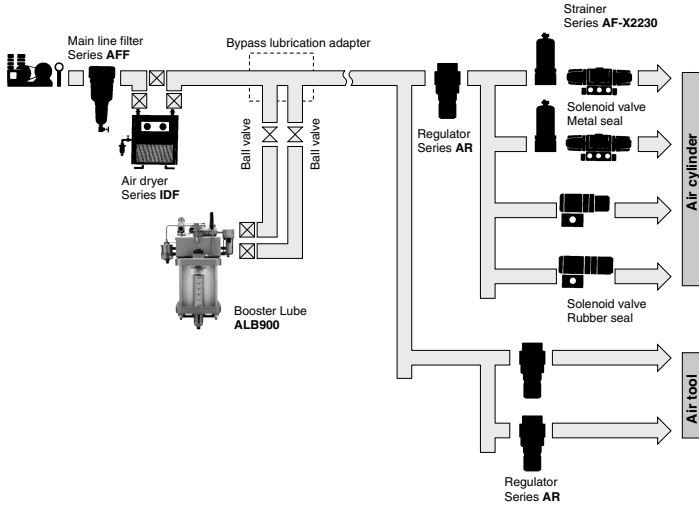 Strainer
Series AF-X2230
Main line filter
Series AFF
Bypass lubrication adapter
Solenoid valve
Metal seal
Regulator
Series AR
Ball valve
Ball valve
Air dryer
Series IDF
Air cylinder
Booster Lube
ALB900
Solenoid valve
Rubber seal
Air tool
Regulator
Series AR